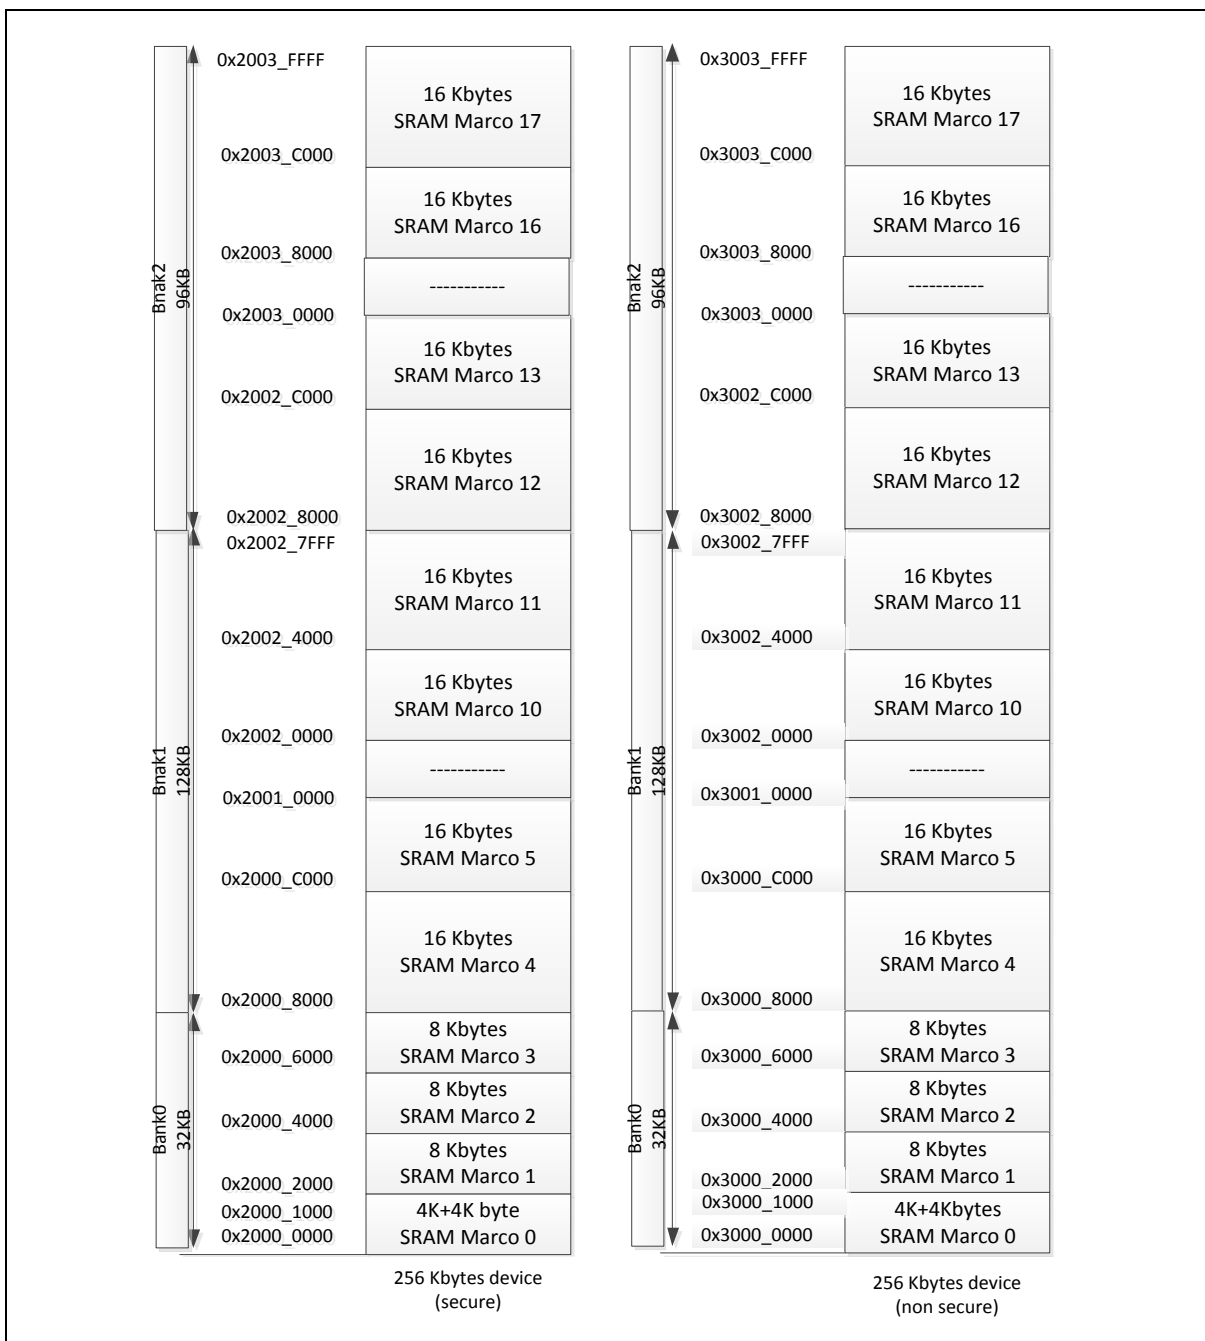 0x2003_FFFF
16 Kbytes
SRAM Marco 17
0x2003_C000
16 Kbytes
SRAM Marco 16
0x2003_8000
-----------
0x2003_0000
16 Kbytes
SRAM Marco 13
0x2002_C000
16 Kbytes
SRAM Marco 12
0x2002_8000
Bnak2
96KB
0x2002_7FFF
16 Kbytes
SRAM Marco 11
0x2002_4000
16 Kbytes
SRAM Marco 10
0x2002_0000
-----------
0x2001_0000
16 Kbytes
SRAM Marco 5
0x2000_C000
16 Kbytes
SRAM Marco 4
0x2000_8000
Bnak1
128KB
8 Kbytes
SRAM Marco 3
0x2000_6000
8 Kbytes
SRAM Marco 2
0x2000_4000
8 Kbytes
SRAM Marco 1
0x2000_2000
0x2000_1000
4K+4K byte
SRAM Marco 0
0x2000_0000
Bank0
32KB
256 Kbytes device
(secure)
0x3003_FFFF
16 Kbytes
SRAM Marco 17
0x3003_C000
16 Kbytes
SRAM Marco 16
0x3003_8000
-----------
0x3003_0000
16 Kbytes
SRAM Marco 13
0x3002_C000
16 Kbytes
SRAM Marco 12
0x3002_8000
Bnak2
96KB
0x3002_7FFF
16 Kbytes
SRAM Marco 11
0x3002_4000
16 Kbytes
SRAM Marco 10
0x3002_0000
-----------
0x3001_0000
16 Kbytes
SRAM Marco 5
0x3000_C000
16 Kbytes
SRAM Marco 4
0x3000_8000
Bank1
128KB
8 Kbytes
SRAM Marco 3
0x3000_6000
8 Kbytes
SRAM Marco 2
0x3000_4000
8 Kbytes
SRAM Marco 1
0x3000_2000
0x3000_1000
4K+4Kbytes
SRAM Marco 0
0x3000_0000
Bank0
32KB
256 Kbytes device
(non secure)